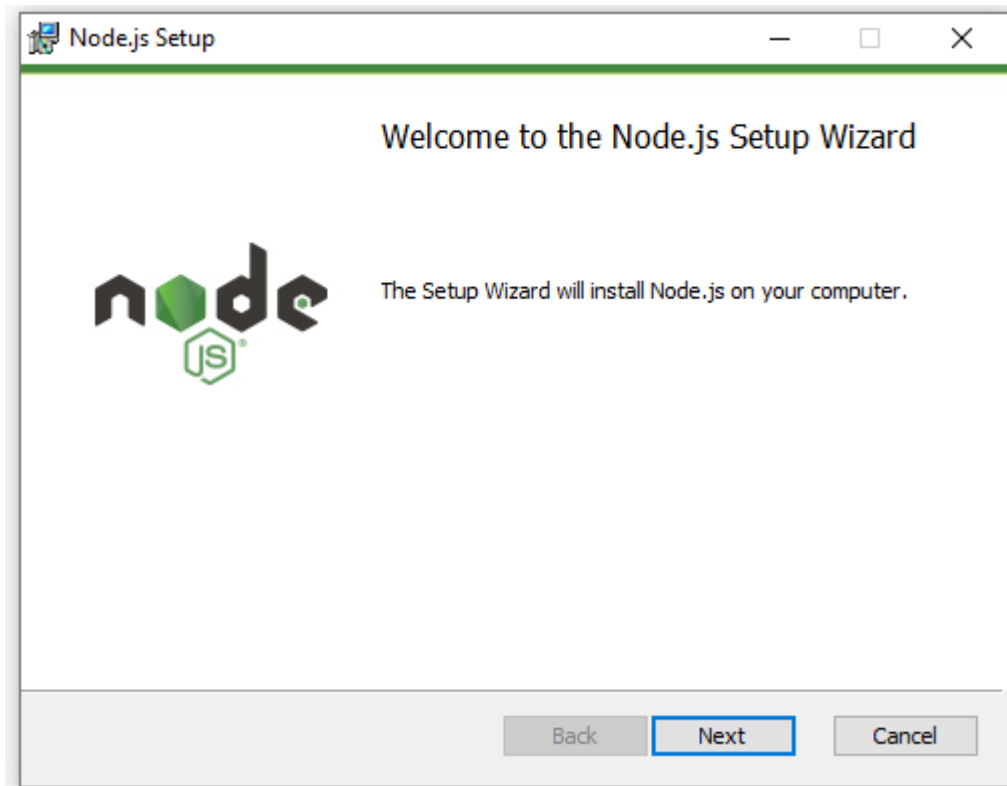 Node.js Setup
Welcome to the Node.js Setup Wizard
node
JS®
The Setup Wizard will install Node.js on your computer.
Back
Next
Cancel